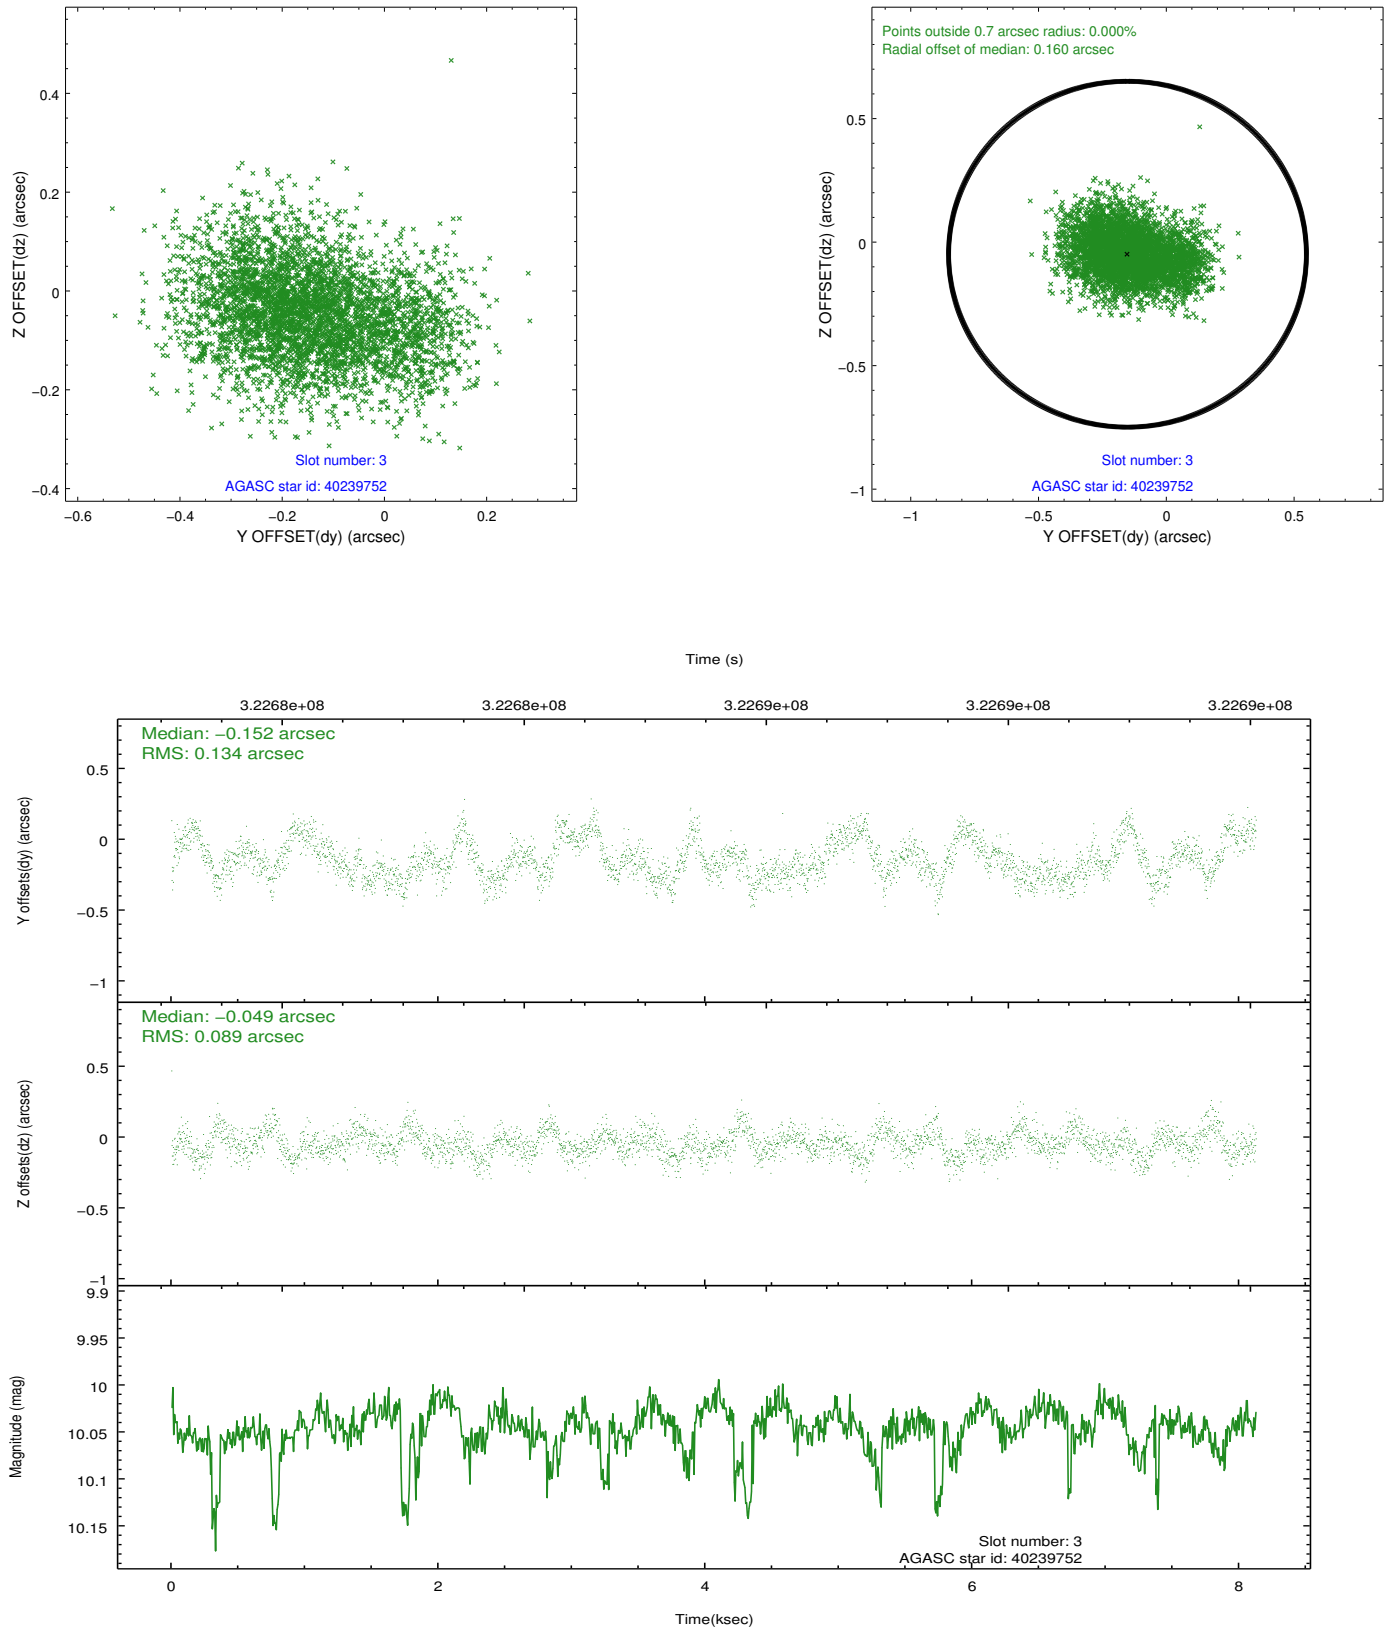 0.4
0.2
0
−0.2
−0.4
−0.6
−0.4
−0.2
0
0.2
Z OFFSET(dz) (arcsec)
Y OFFSET(dy) (arcsec)
Slot number: 3
AGASC star id: 40239752
Points outside 0.7 arcsec radius: 0.000%
Radial offset of median: 0.160 arcsec
0.5
0
−0.5
−1
−1
−0.5
0
0.5
Z OFFSET(dz) (arcsec)
Y OFFSET(dy) (arcsec)
Slot number: 3
AGASC star id: 40239752
Time (s)
3.2268e+08
3.2268e+08
3.2269e+08
3.2269e+08
3.2269e+08
Median: −0.152 arcsec
RMS: 0.134 arcsec
0.5
0
−0.5
−1
Y offsets(dy) (arcsec)
Median: −0.049 arcsec
RMS: 0.089 arcsec
0.5
0
−0.5
−1
Z offsets(dz) (arcsec)
9.9
9.95
10
10.05
10.1
10.15
Magnitude (mag)
Slot number: 3
AGASC star id: 40239752
0
2
4
6
8
Time(ksec)